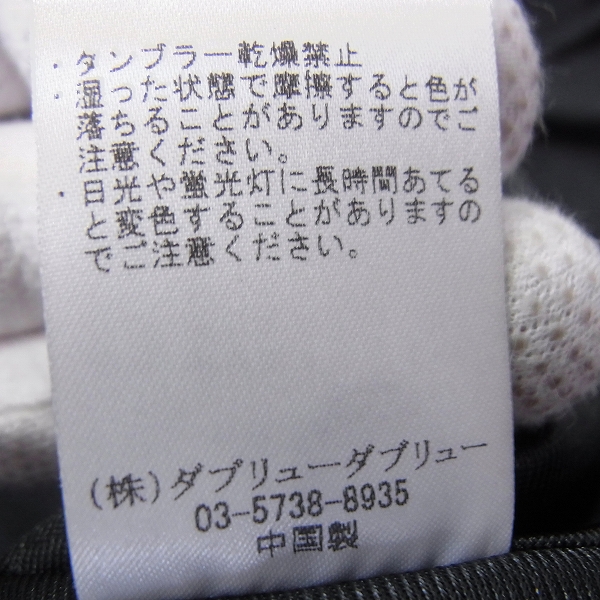 ・タンブラー乾燥禁止
・湿った状態で摩擦すると色が
落ちることがありますのでご
注意ください。
・日光や蛍光灯に長時間あてる
と変色することがありますの
でご注意ください。
(株)ダブリューダブリュー
03-5738-8935
中国製